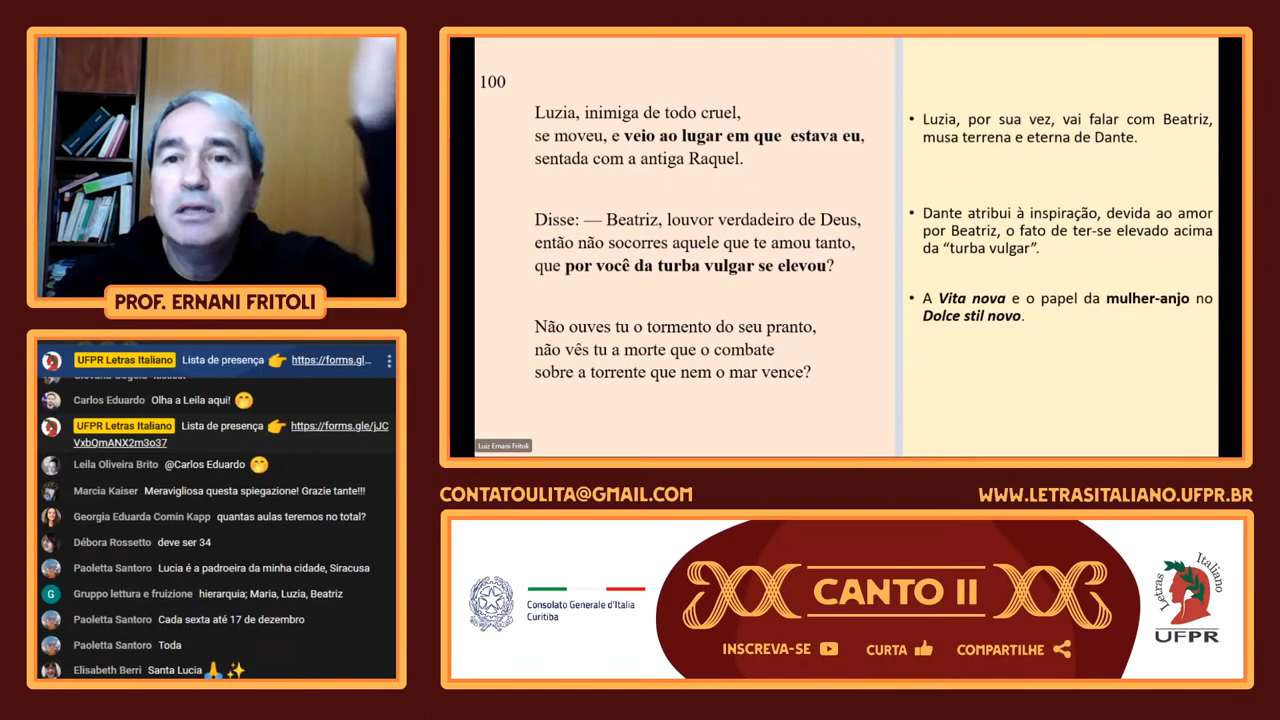 PROF. ERNANI FRITOLI
UFPR Letras Italiano Lista de presença 👉 https://forms.gl...
Carlos Eduardo Olha a Leila aqui! 🤭
UFPR Letras Italiano Lista de presença 👉 https://forms.gle/jJC
VxbQmANX2m3o37
Leila Oliveira Brito @Carlos Eduardo 🤭
Marcia Kaiser Meravigliosa questa spiegazione! Grazie tante!!!
Georgia Eduarda Comin Kapp quantas aulas teremos no total?
Débora Rossetto deve ser 34
Paoletta Santoro Lucia é a padroeira da minha cidade, Siracusa
G Gruppo lettura e fruizione hierarquia; Maria, Luzia, Beatriz
Paoletta Santoro Cada sexta até 17 de dezembro
Paoletta Santoro Toda
Elisabeth Berri Santa Lucia 🙏✨
100
Luzia, inimiga de todo cruel,
se moveu, e veio ao lugar em que estava eu,
sentada com a antiga Raquel.
Disse: — Beatriz, louvor verdadeiro de Deus,
então não socorres aquele que te amou tanto,
que por você da turba vulgar se elevou?
Não ouves tu o tormento do seu pranto,
não vês tu a morte que o combate
sobre a torrente que nem o mar vence?
Luiz Ernani Fritoli
• Luzia, por sua vez, vai falar com Beatriz,
musa terrena e eterna de Dante.
• Dante atribui à inspiração, devida ao amor
por Beatriz, o fato de ter-se elevado acima
da “turba vulgar”.
• A Vita nova e o papel da mulher-anjo no
Dolce stil novo.
CONTATOULITA@GMAIL.COM
WWW.LETRASITALIANO.UFPR.BR
Consolato Generale d'Italia
Curitiba
CANTO II
INSCREVA-SE
CURTA
COMPARTILHE
Letras Italiano
UFPR